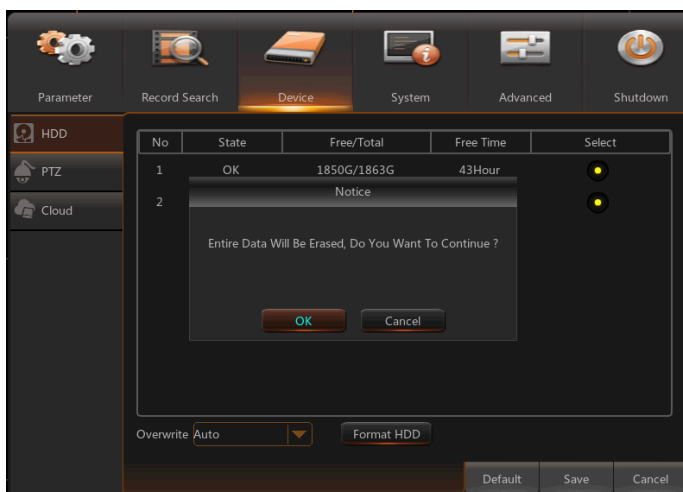 Parameter Record Search Device System Advanced Shutdown
HDD
PTZ
Cloud
No State Free/Total Free Time Select
1 OK 1850G/1863G 43Hour
2
Notice
Entire Data Will Be Erased, Do You Want To Continue ?
OK Cancel
Overwrite Auto Format HDD
Default Save Cancel